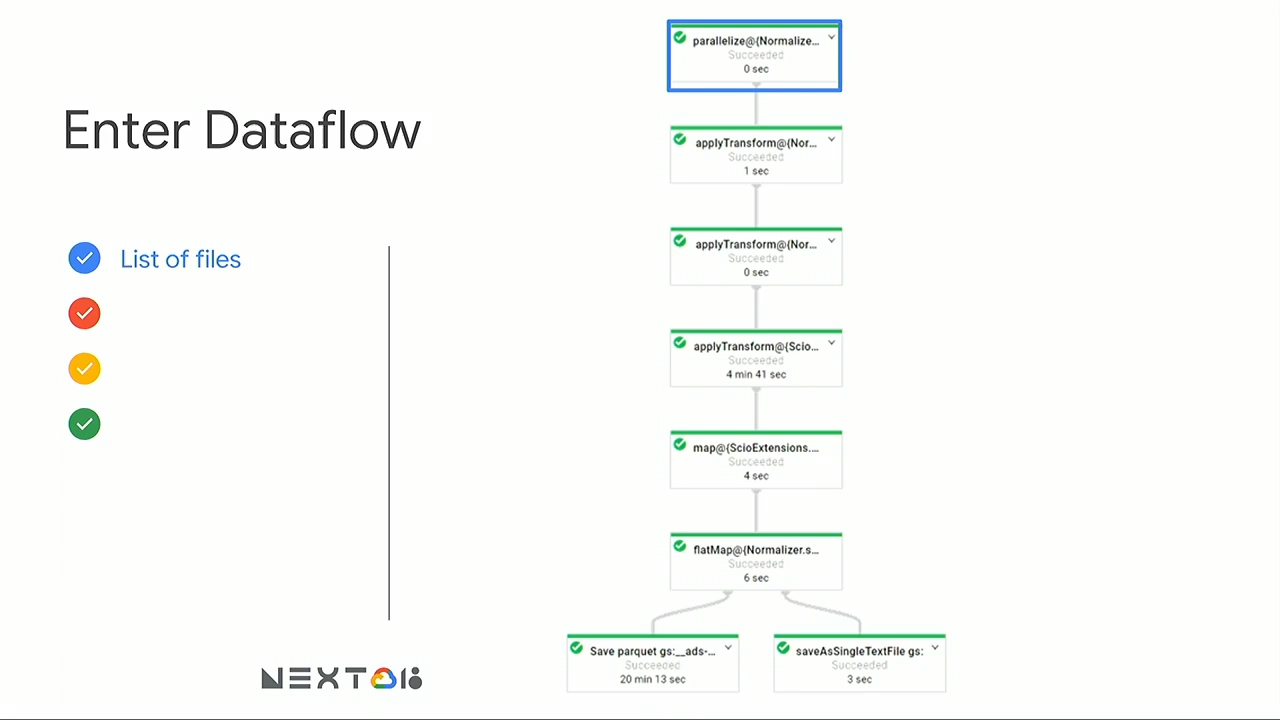 Enter Dataflow
List of files
parallelize@{Normalize...
Succeeded
0 sec
applyTransform@{Nor...
Succeeded
1 sec
applyTransform@{Nor...
Succeeded
0 sec
applyTransform@{Scio...
Succeeded
4 min 41 sec
map@{ScioExtensions....
Succeeded
4 sec
flatMap@{Normalizer.s...
Succeeded
6 sec
Save parquet gs:__ads-...
Succeeded
20 min 13 sec
saveAsSingleTextFile gs:
Succeeded
3 sec
NEXT 18